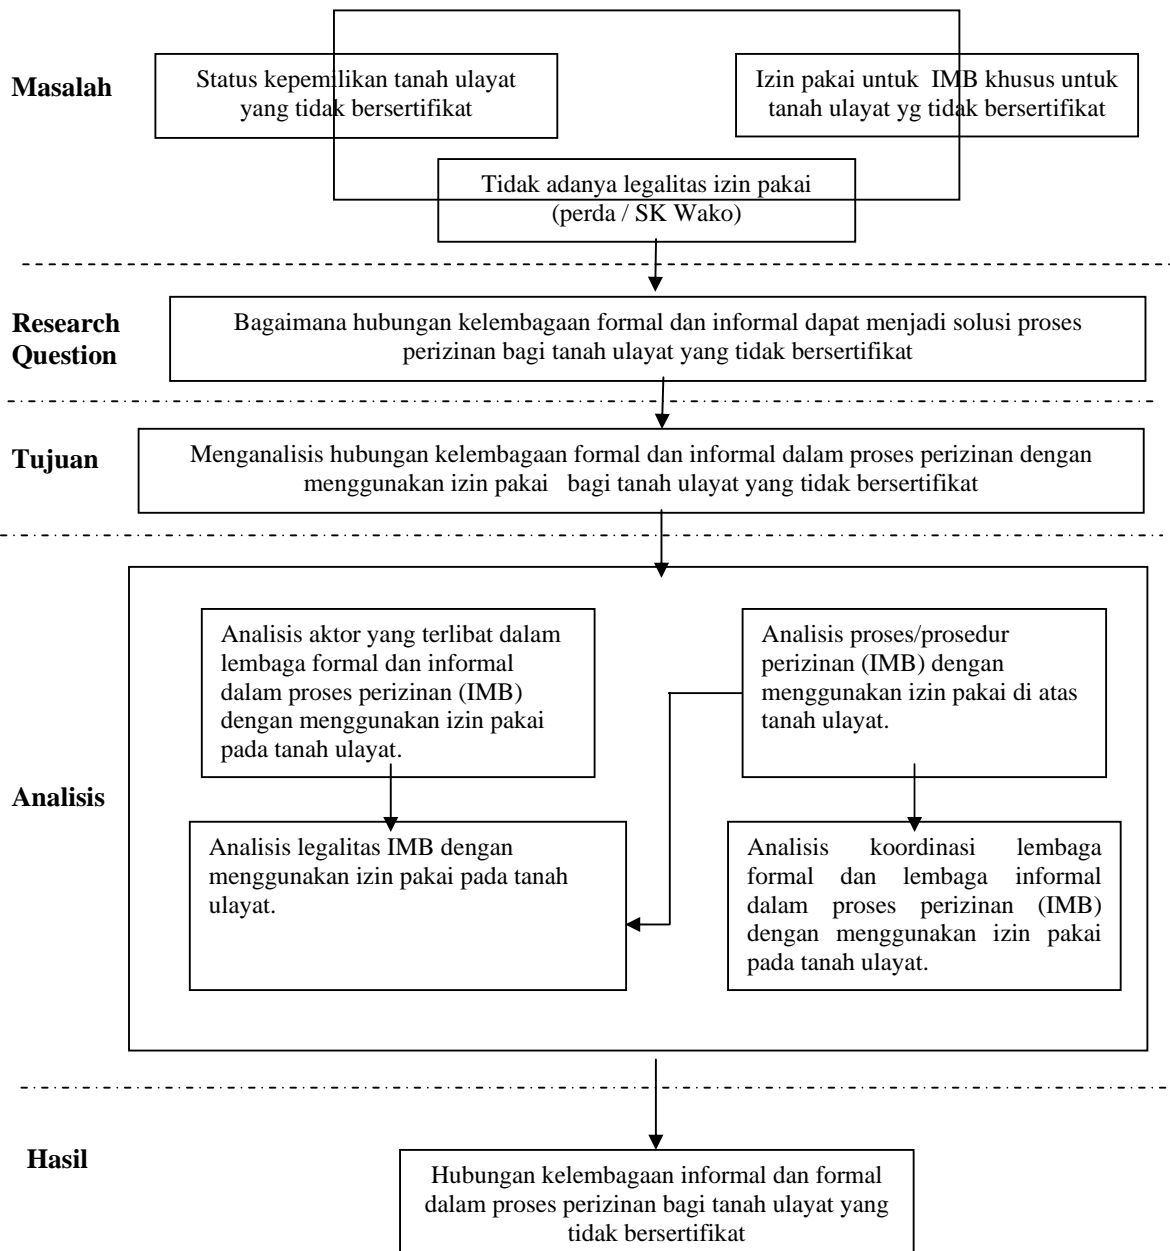 Masalah
Status kepemilikan tanah ulayat
yang tidak bersertifikat
Izin pakai untuk IMB khusus untuk
tanah ulayat yg tidak bersertifikat
Tidak adanya legalitas izin pakai
(perda / SK Wako)
Research
Question
Bagaimana hubungan kelembagaan formal dan informal dapat menjadi solusi proses
perizinan bagi tanah ulayat yang tidak bersertifikat
Tujuan
Menganalisis hubungan kelembagaan formal dan informal dalam proses perizinan dengan
menggunakan izin pakai bagi tanah ulayat yang tidak bersertifikat
Analisis
Analisis aktor yang terlibat dalam
lembaga formal dan informal
dalam proses perizinan (IMB)
dengan menggunakan izin pakai
pada tanah ulayat.
Analisis proses/prosedur
perizinan (IMB) dengan
menggunakan izin pakai di atas
tanah ulayat.
Analisis legalitas IMB dengan
menggunakan izin pakai pada tanah
ulayat.
Analisis koordinasi lembaga
formal dan lembaga informal
dalam proses perizinan (IMB)
dengan menggunakan izin pakai
pada tanah ulayat.
Hasil
Hubungan kelembagaan informal dan formal
dalam proses perizinan bagi tanah ulayat yang
tidak bersertifikat